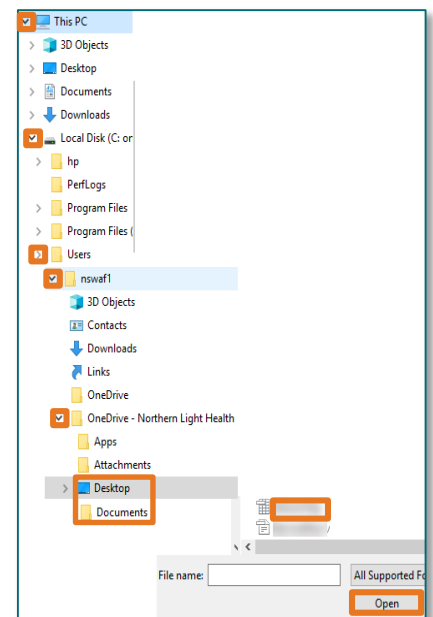 This PC
3D Objects
Desktop
Documents
Downloads
Local Disk (C: or
hp
PerfLogs
Program Files
Program Files (
Users
nswaf1
3D Objects
Contacts
Downloads
Links
OneDrive
OneDrive - Northern Light Health
Apps
Attachments
Desktop
Documents
File name:
All Supported Fo
Open